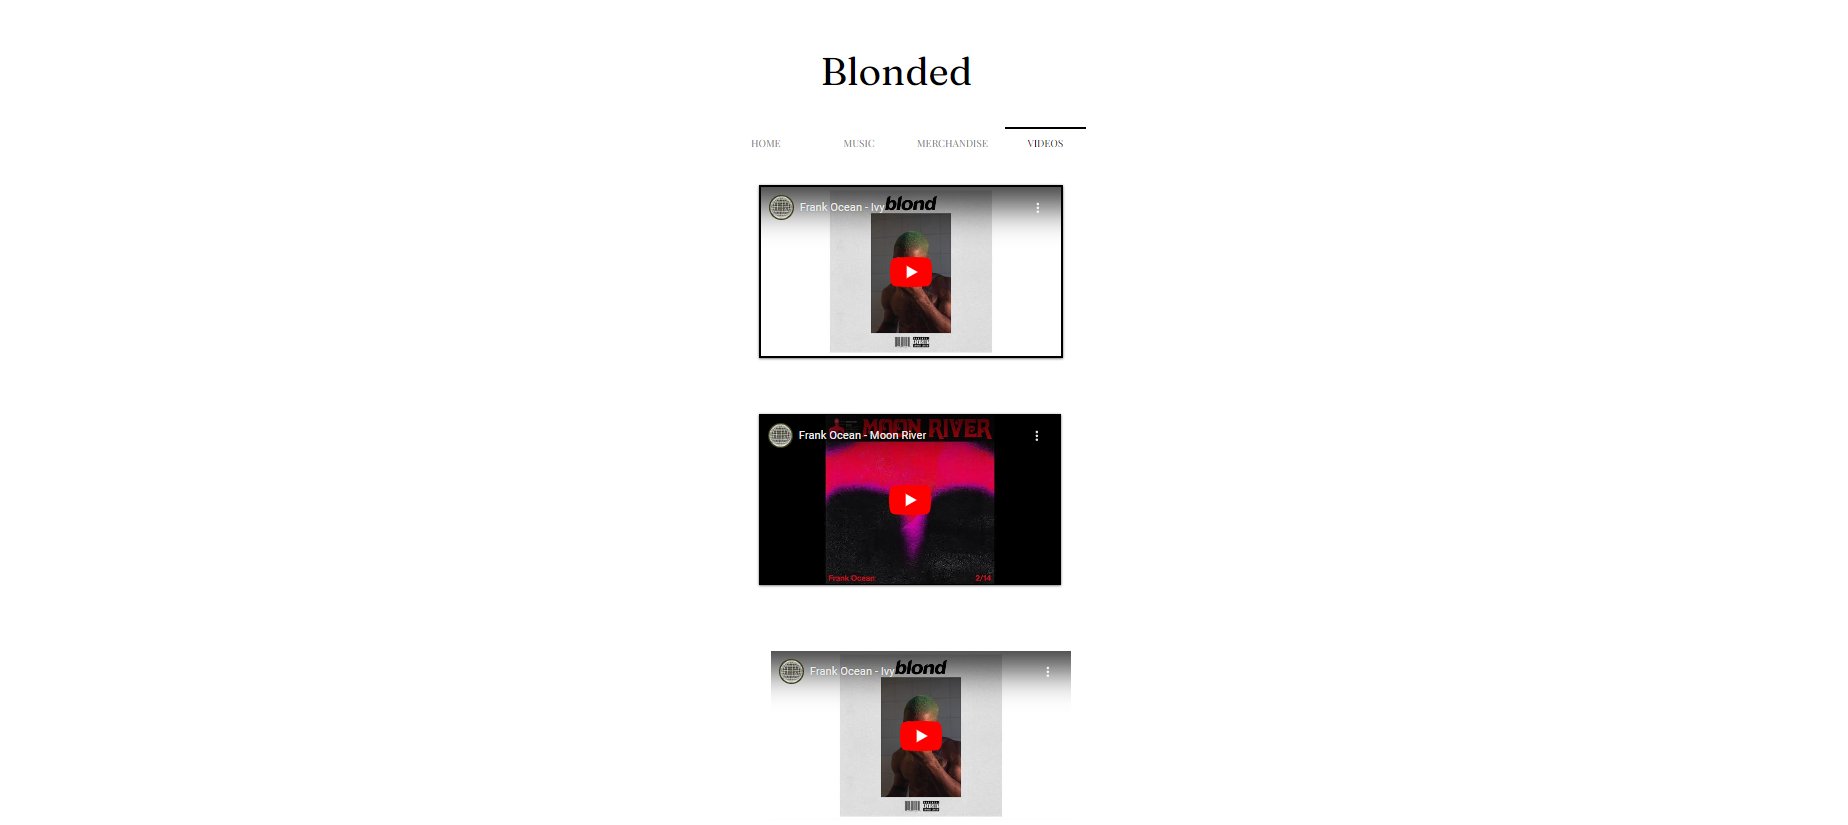 Blonded
HOME MUSIC MERCHANDISE VIDEOS
Frank Ocean - Ivy
blond
MOON RIVER
Frank Ocean - Moon River
Frank Ocean 2/14
Frank Ocean - Ivy
blond